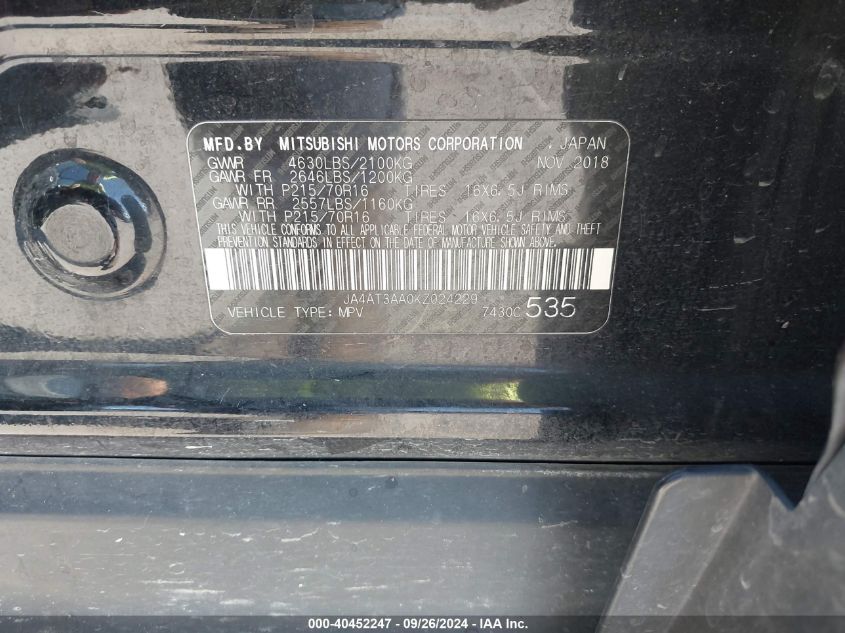 MFD.BY MITSUBISHI MOTORS CORPORATION , JAPAN
GVWR 4630LBS/2100KG NOV.2018
GAWR FR 2646LBS/1200KG
WITH P215/70R16 TIRES 16X6.5J RIMS
GAWR RR. 2557LBS/1160KG
WITH P215/70R16 TIRES 16X6.5J RIMS
THIS VEHICLE CONFORMS TO ALL APPLICABLE FEDERAL MOTOR VEHICLE SAFETY AND THEFT
PREVENTION STANDARDS IN EFFECT ON THE DATE OF MANUFACTURE SHOWN ABOVE.
JA4AT3AA0KZ024229
VEHICLE TYPE: MPV 7430C 535
000-40452247 - 09/26/2024 - © IAA Inc.